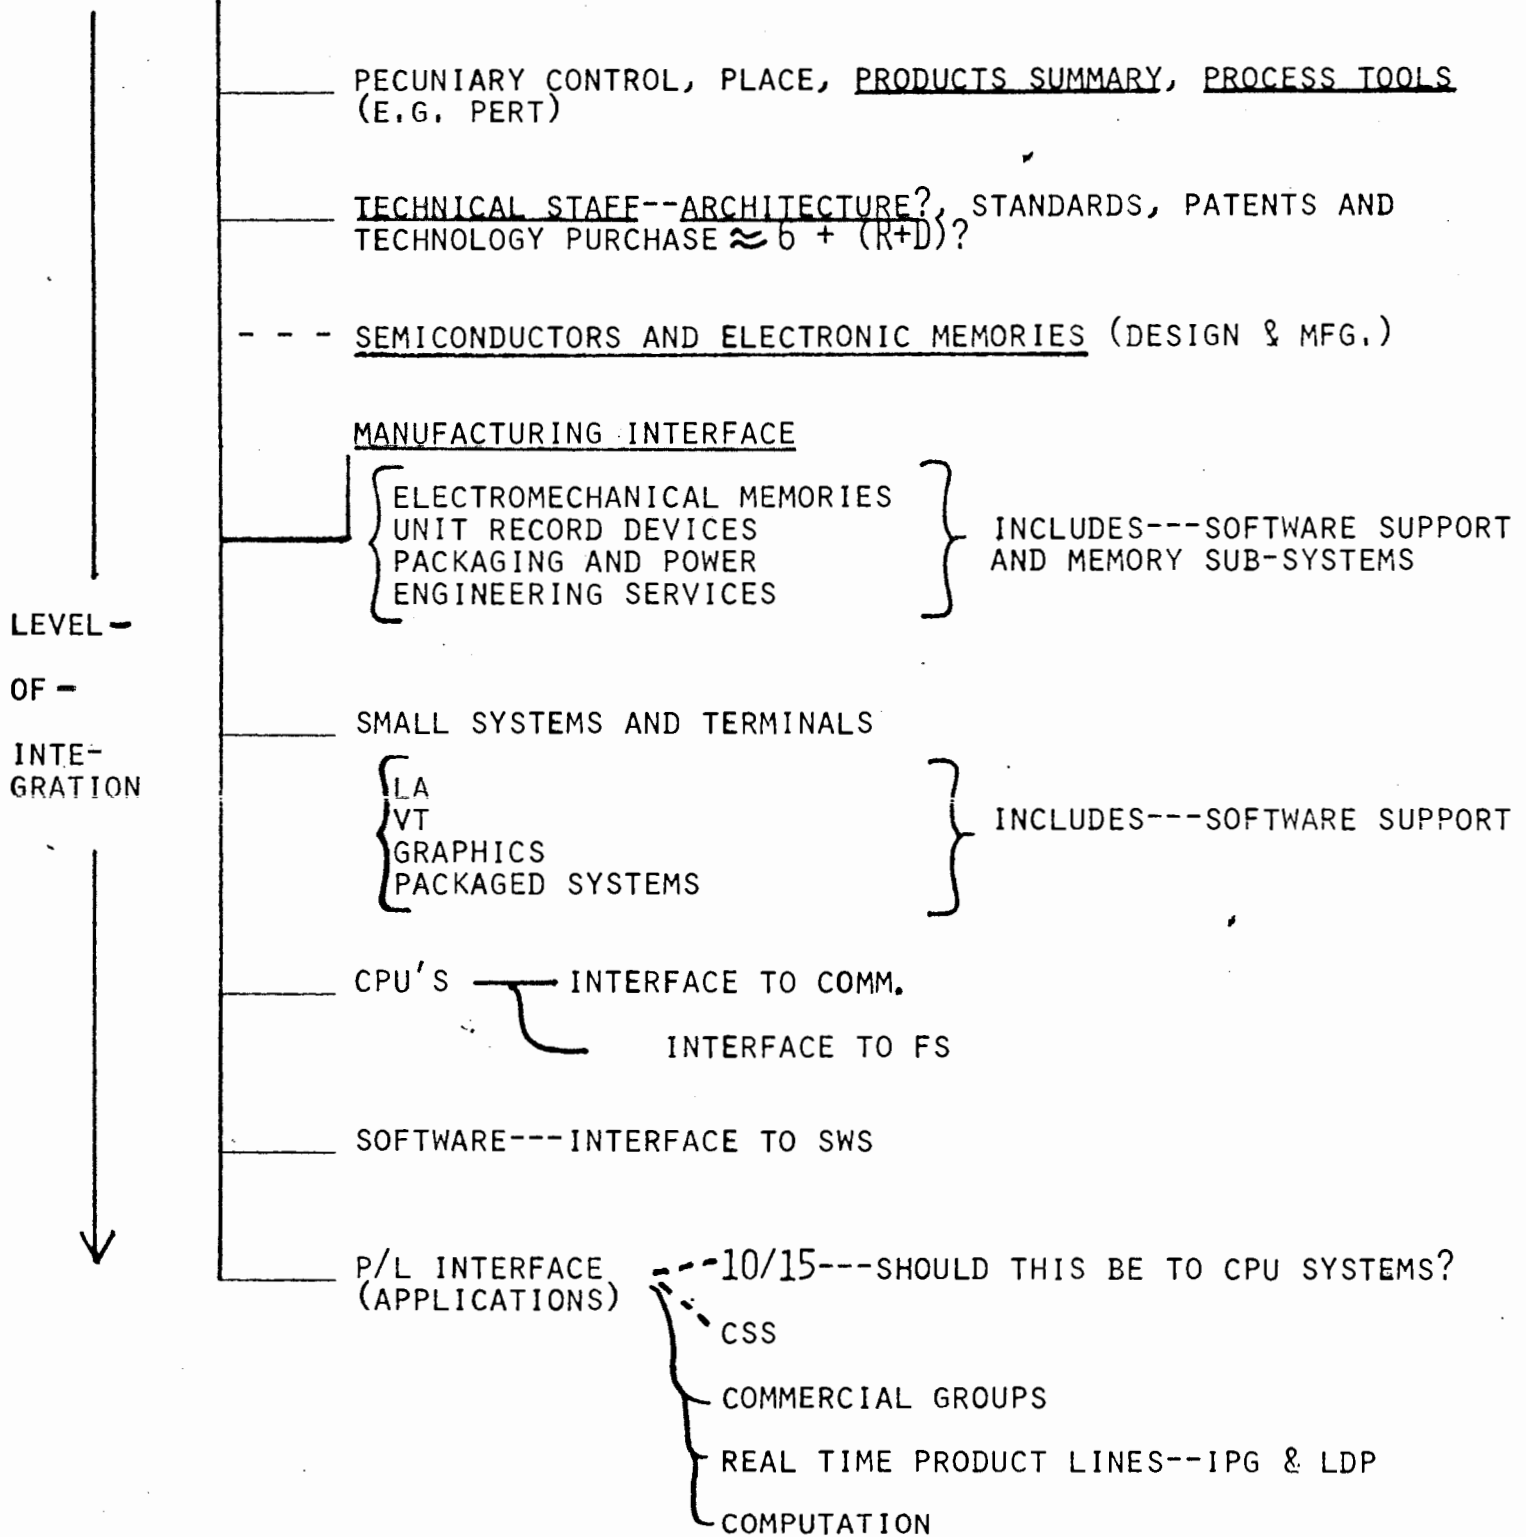 PECUNIARY CONTROL, PLACE, PRODUCTS SUMMARY, PROCESS TOOLS
(E.G. PERT)
TECHNICAL STAFF--ARCHITECTURE?, STANDARDS, PATENTS AND
TECHNOLOGY PURCHASE ≈ 6 + (R+D)?
--- SEMICONDUCTORS AND ELECTRONIC MEMORIES (DESIGN & MFG.)
MANUFACTURING INTERFACE
ELECTROMECHANICAL MEMORIES
UNIT RECORD DEVICES
PACKAGING AND POWER
ENGINEERING SERVICES
INCLUDES---SOFTWARE SUPPORT
AND MEMORY SUB-SYSTEMS
LEVEL-
OF-
INTE-
GRATION
SMALL SYSTEMS AND TERMINALS
LA
VT
GRAPHICS
PACKAGED SYSTEMS
INCLUDES---SOFTWARE SUPPORT
CPU'S
INTERFACE TO COMM.
INTERFACE TO FS
SOFTWARE---INTERFACE TO SWS
P/L INTERFACE
(APPLICATIONS)
10/15---SHOULD THIS BE TO CPU SYSTEMS?
CSS
COMMERCIAL GROUPS
REAL TIME PRODUCT LINES--IPG & LDP
COMPUTATION